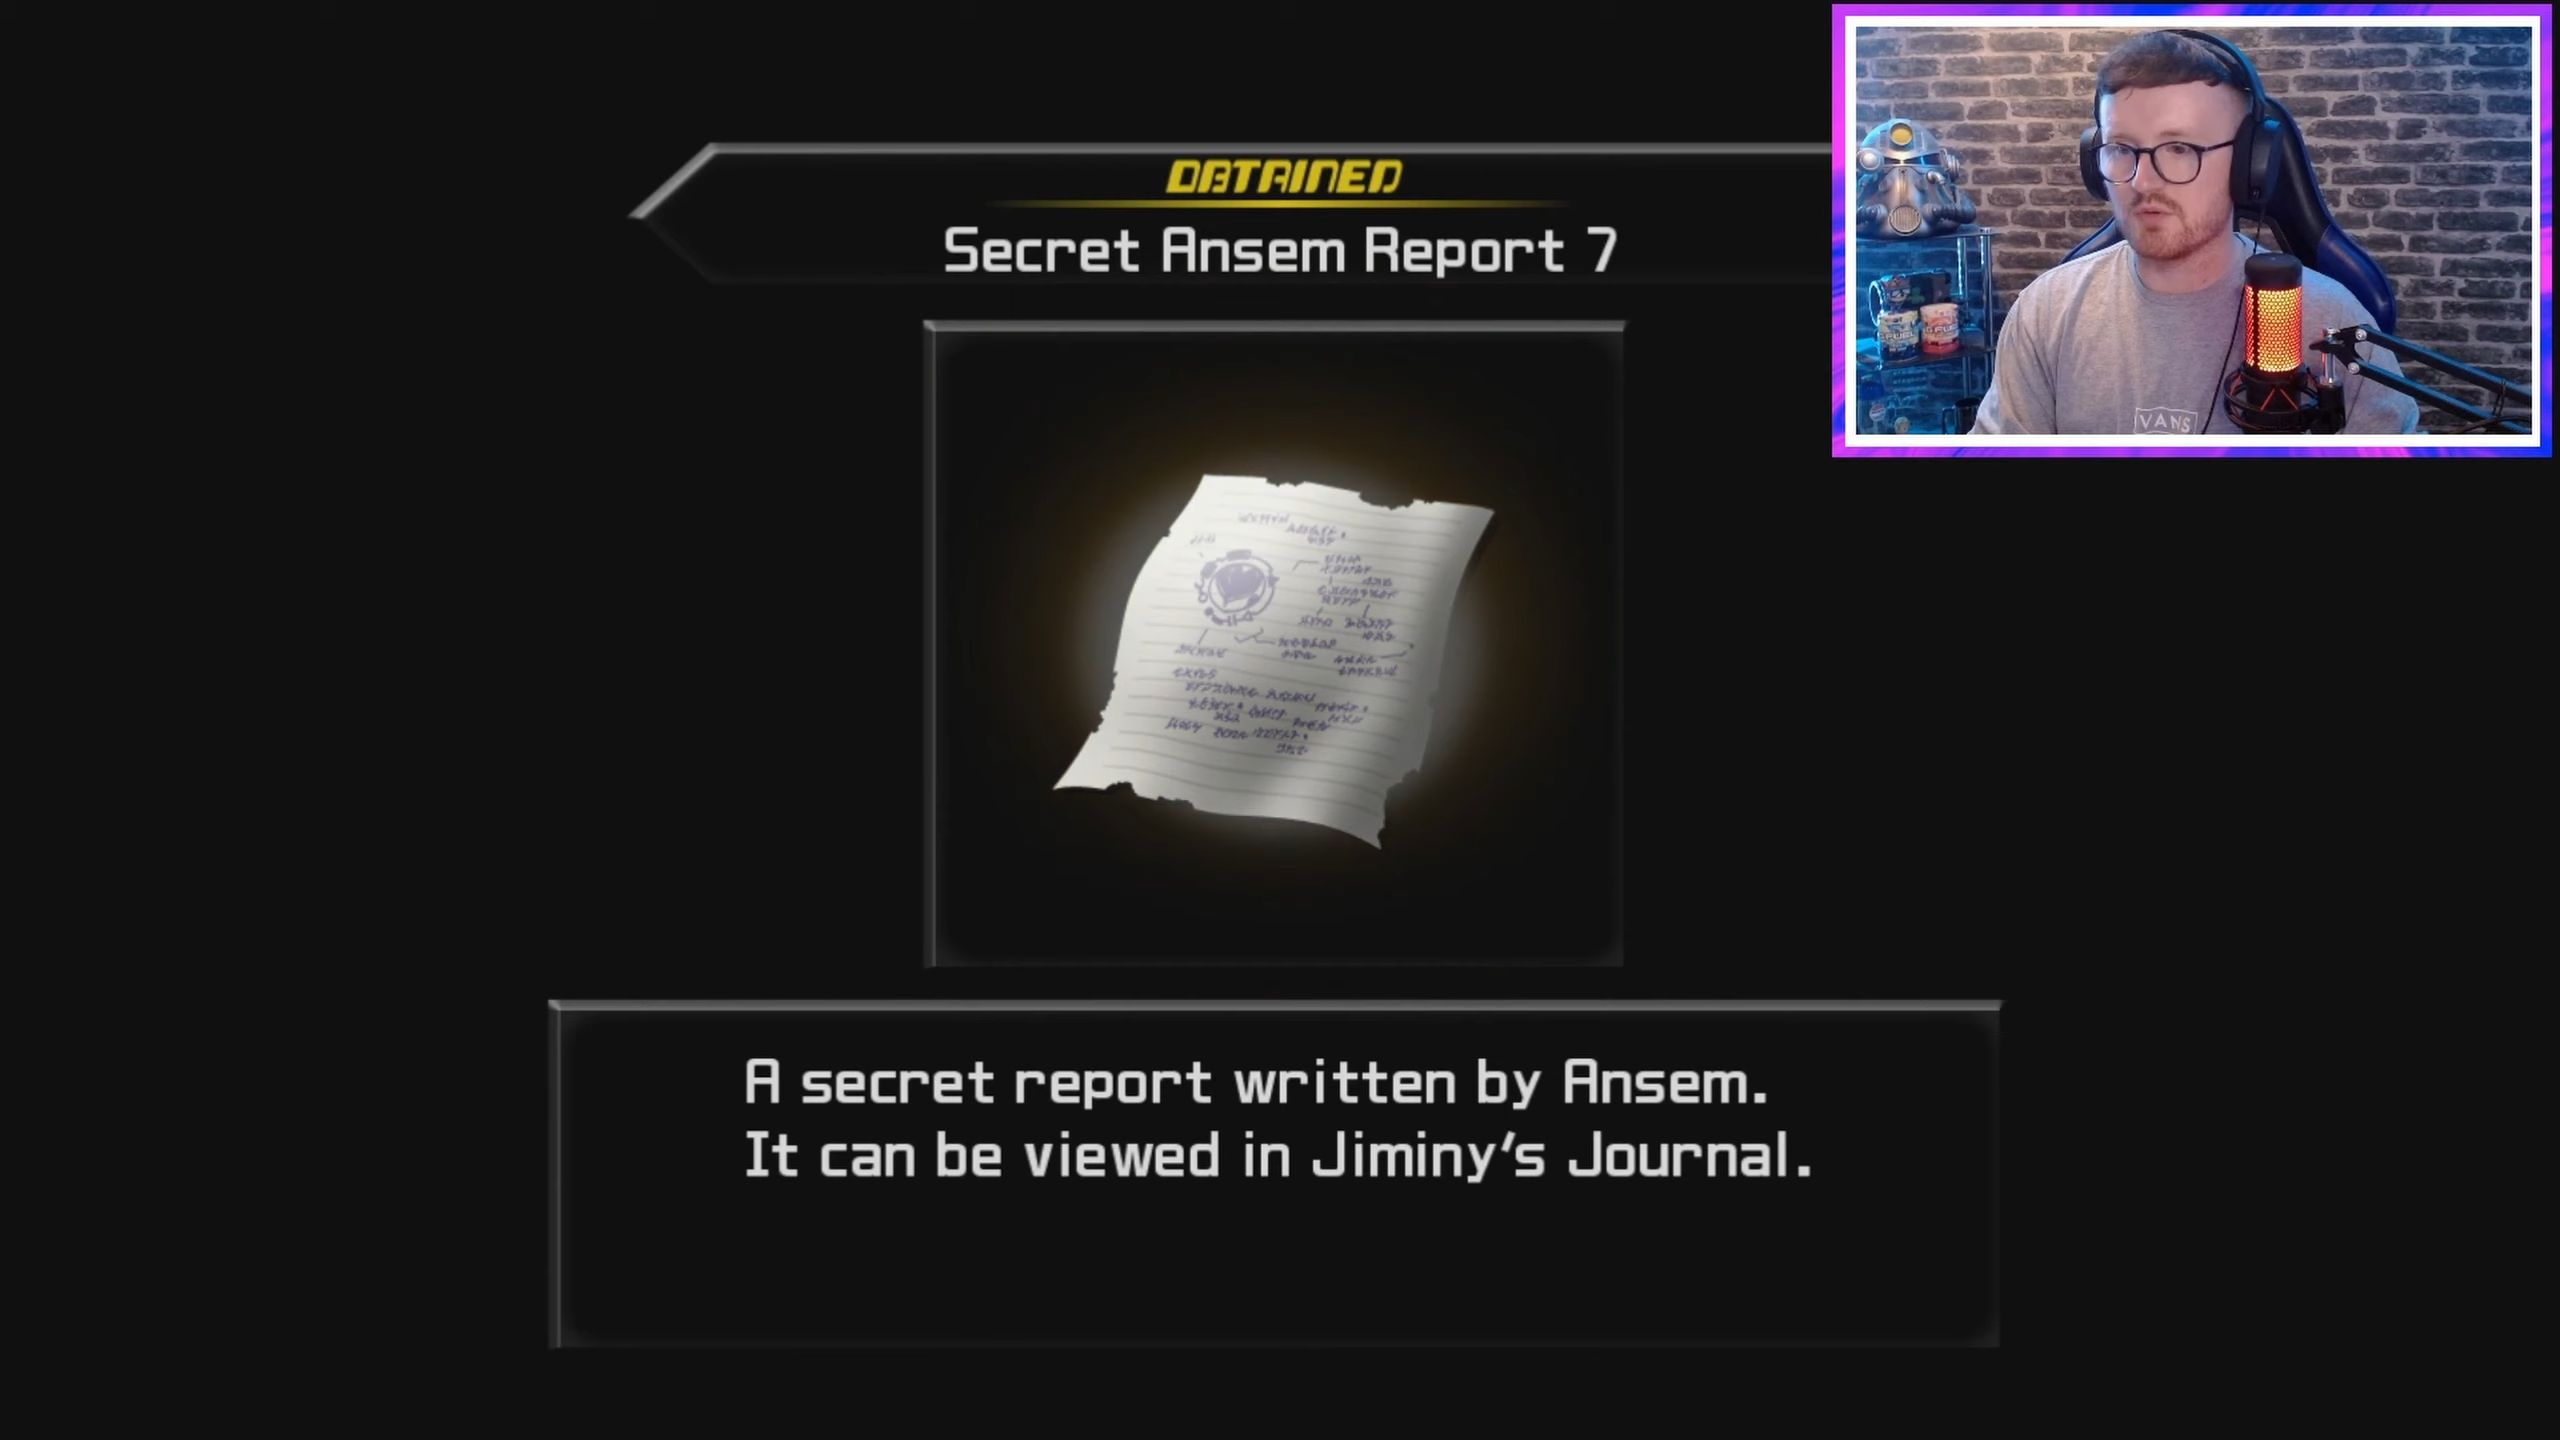 OBTAINED
Secret Ansem Report 7
A secret report written by Ansem.
It can be viewed in Jiminy's Journal.
VANS